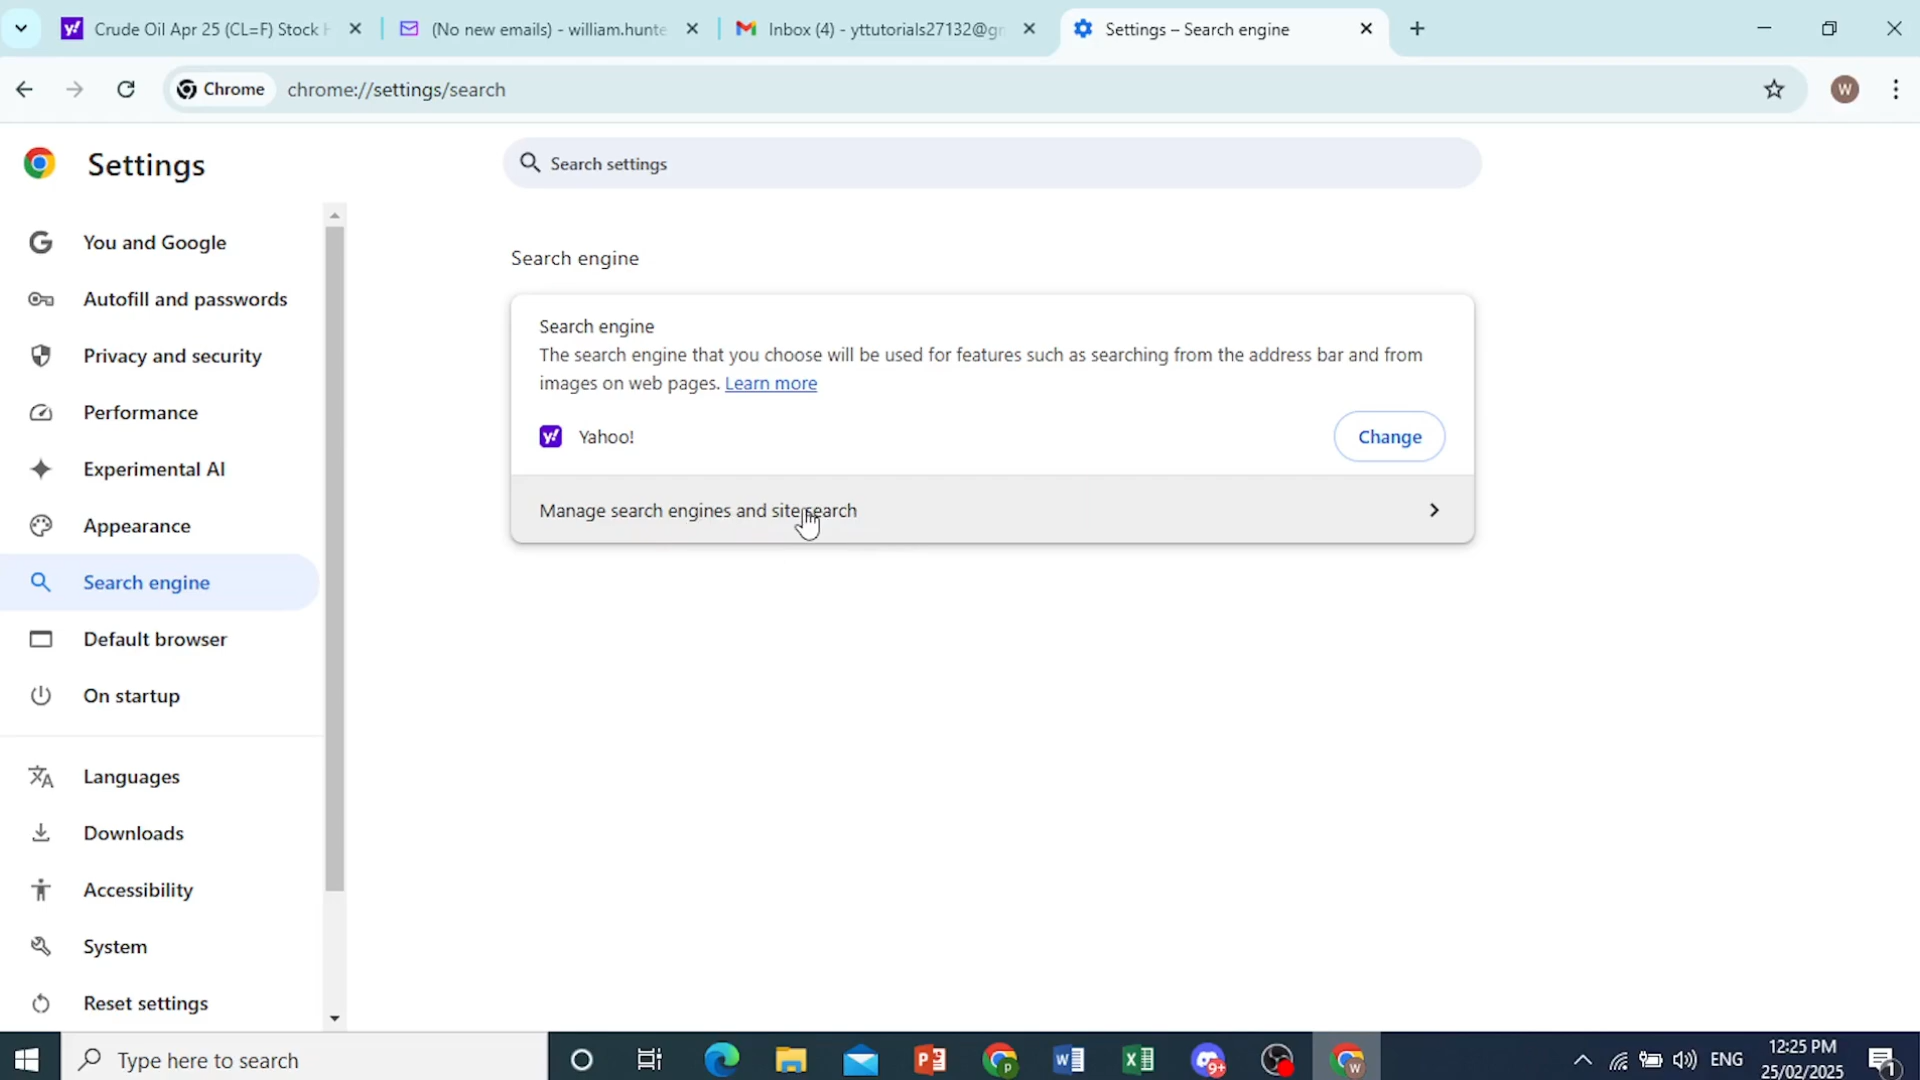 Crude Oil Apr 25 (CL=F) Stock
(No new emails) - william.hunte
Inbox (4) - yttutorials27132@gr
Settings – Search engine
Chrome
chrome://settings/search
W
Settings
Search settings
You and Google
Autofill and passwords
Privacy and security
Performance
Experimental AI
Appearance
Search engine
Default browser
On startup
Languages
Downloads
Accessibility
System
Reset settings
Search engine
Search engine
The search engine that you choose will be used for features such as searching from the address bar and from
images on web pages. Learn more
Yahoo!
Change
Manage search engines and site search
Type here to search
9+
ENG
12:25 PM
25/02/2025
1